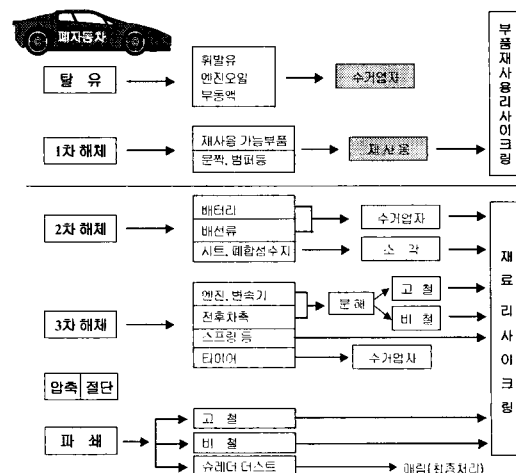 폐자동차
탈 유
휘발유
엔진오일
부동액
수거업자
부품재사용리사이크링
1차 해체
재사용 가능부품
문짝, 범퍼등
재사용
2차 해체
배터리
배선류
시트, 폐합성수지
수거업자
소 각
재료 리사이크링
3차 해체
엔진, 변속기
전후차축
스프링 등
타이어
분해
고 철
비 철
수거업자
압축 절단
파 쇄
고 철
비 철
슈레더 더스트
매립(최종처리)